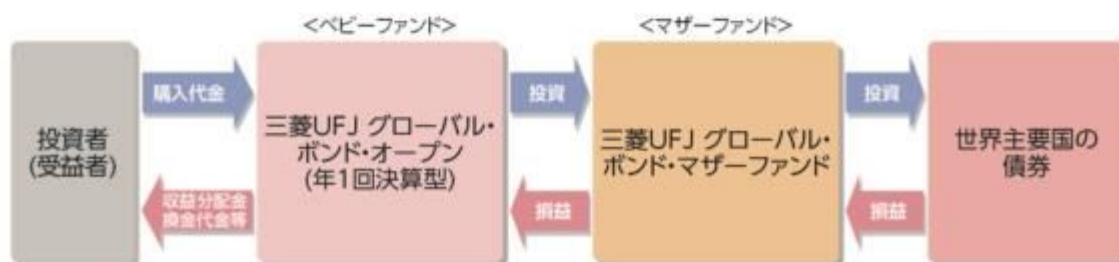 <ベビーファンド>
<マザーファンド>
投資者
(受益者)
購入代金
収益分配金
換金代金等
三菱UFJ グローバル・
ボンド・オープン
(年1回決算型)
投資
損益
三菱UFJ グローバル・
ボンド・マザーファンド
投資
損益
世界主要国の
債券